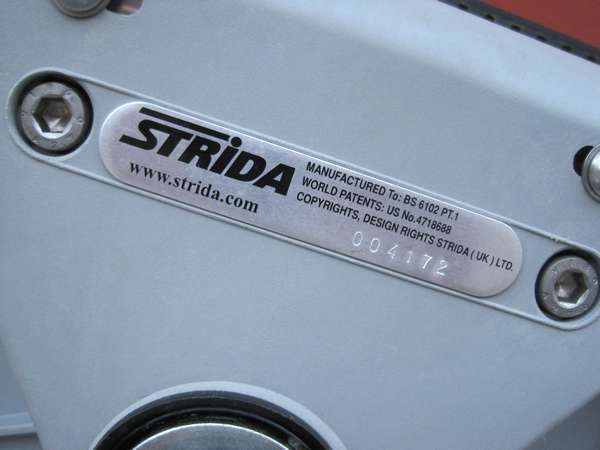 STRiDA
www.strida.com
MANUFACTURED To: BS 6102 PT.1
WORLD PATENTS: US No.4718688
COPYRIGHTS, DESIGN RIGHTS STRIDA ( UK ) LTD.
004172